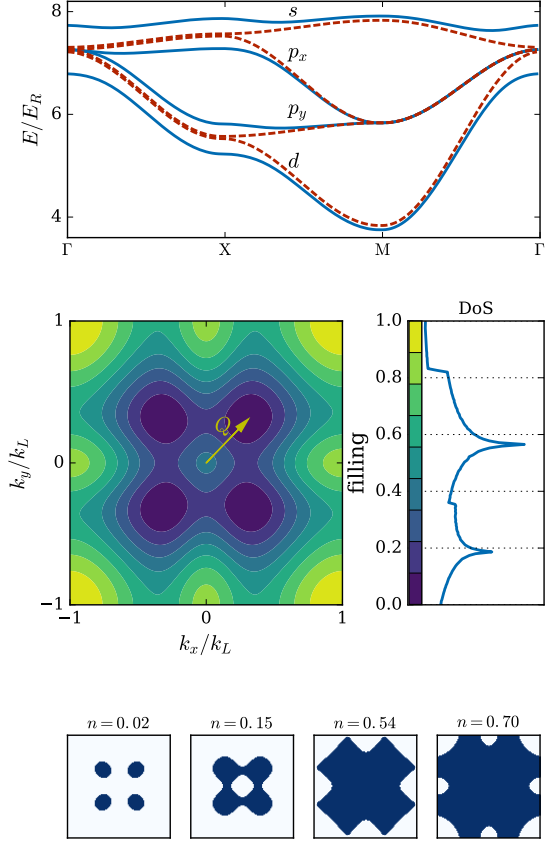 8
6
4
E/E_R
s
p_x
p_y
d
Γ X M Γ
DoS
1
0
−1
k_y/k_L
Q
−1 0 1
k_x/k_L
1.0
0.8
0.6
0.4
0.2
0.0
filling
n = 0.02 n = 0.15 n = 0.54 n = 0.70